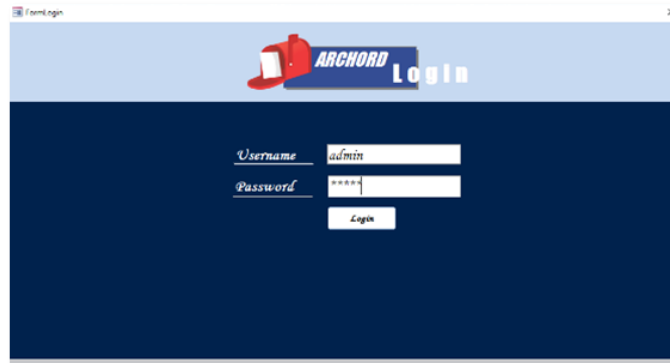 FormLogin
ARCHORD
Login
Username admin
Password *****
Login